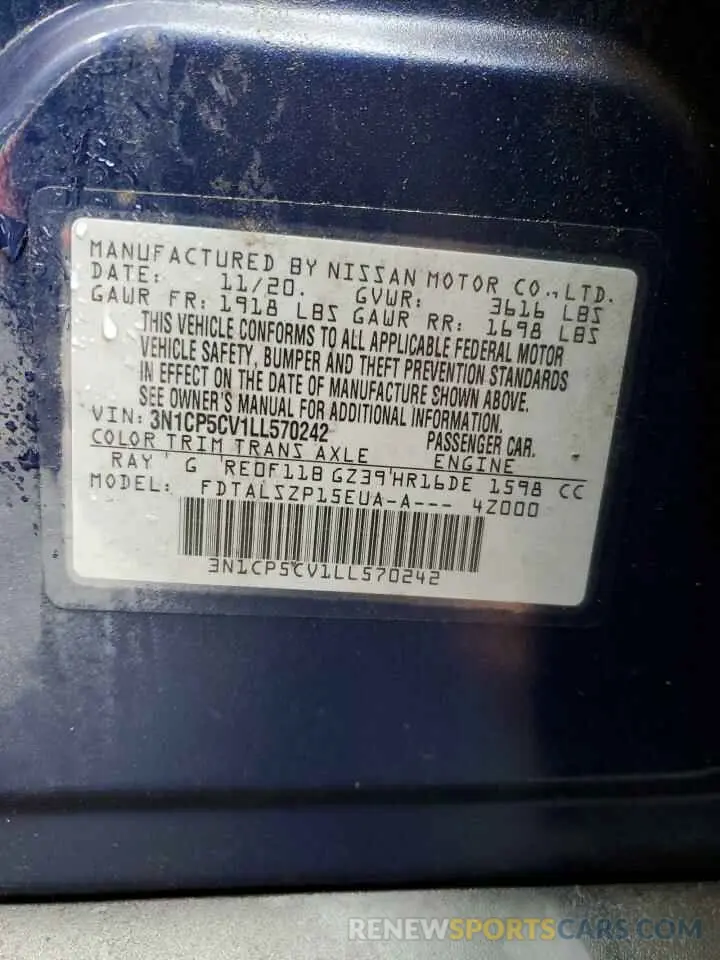 MANUFACTURED BY NISSAN MOTOR CO., LTD.
DATE: 11/20. GVWR: 3616 LBS
GAWR FR: 1918 LBS GAWR RR: 1698 LBS
THIS VEHICLE CONFORMS TO ALL APPLICABLE FEDERAL MOTOR
VEHICLE SAFETY, BUMPER AND THEFT PREVENTION STANDARDS
IN EFFECT ON THE DATE OF MANUFACTURE SHOWN ABOVE.
SEE OWNER'S MANUAL FOR ADDITIONAL INFORMATION.
VIN: 3N1CP5CV1LL570242 PASSENGER CAR.
COLOR TRIM TRANS AXLE ENGINE
RAY G RE0F11B GZ39 HR16DE 1598 CC
MODEL: FDTALSZP15EUA-A--- 4Z000
3N1CP5CV1LL570242
RENEWSPORTSCARS.COM